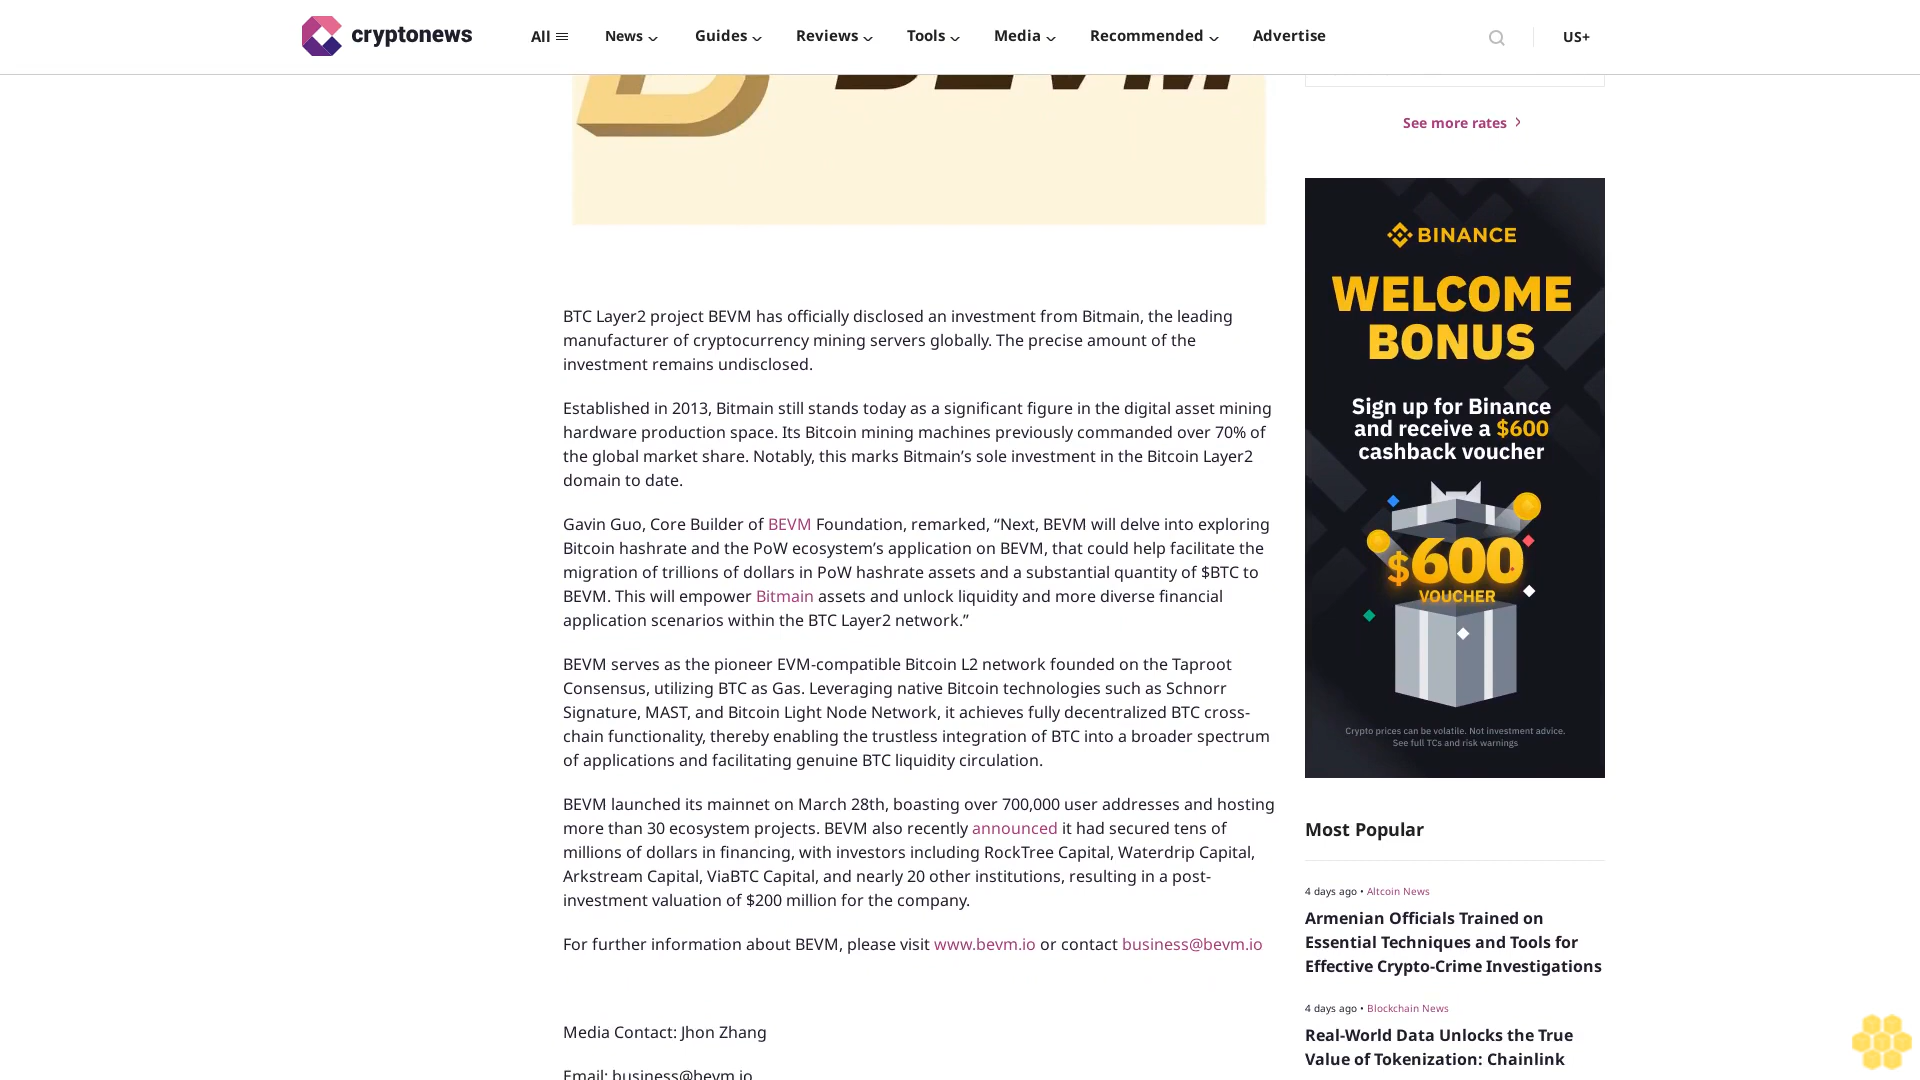 cryptonews
All
News
Guides
Reviews
Tools
Media
Recommended
Advertise
US+
BEVM
See more rates
BTC Layer2 project BEVM has officially disclosed an investment from Bitmain, the leading
manufacturer of cryptocurrency mining servers globally. The precise amount of the
investment remains undisclosed.
Established in 2013, Bitmain still stands today as a significant figure in the digital asset mining
hardware production space. Its Bitcoin mining machines previously commanded over 70% of
the global market share. Notably, this marks Bitmain’s sole investment in the Bitcoin Layer2
domain to date.
Gavin Guo, Core Builder of BEVM Foundation, remarked, “Next, BEVM will delve into exploring
Bitcoin hashrate and the PoW ecosystem’s application on BEVM, that could help facilitate the
migration of trillions of dollars in PoW hashrate assets and a substantial quantity of $BTC to
BEVM. This will empower Bitmain assets and unlock liquidity and more diverse financial
application scenarios within the BTC Layer2 network.”
BEVM serves as the pioneer EVM-compatible Bitcoin L2 network founded on the Taproot
Consensus, utilizing BTC as Gas. Leveraging native Bitcoin technologies such as Schnorr
Signature, MAST, and Bitcoin Light Node Network, it achieves fully decentralized BTC cross-
chain functionality, thereby enabling the trustless integration of BTC into a broader spectrum
of applications and facilitating genuine BTC liquidity circulation.
BEVM launched its mainnet on March 28th, boasting over 700,000 user addresses and hosting
more than 30 ecosystem projects. BEVM also recently announced it had secured tens of
millions of dollars in financing, with investors including RockTree Capital, Waterdrip Capital,
Arkstream Capital, ViaBTC Capital, and nearly 20 other institutions, resulting in a post-
investment valuation of $200 million for the company.
For further information about BEVM, please visit www.bevm.io or contact business@bevm.io
Media Contact: Jhon Zhang
Email: business@bevm.io
BINANCE
WELCOME
BONUS
Sign up for Binance
and receive a $600
cashback voucher
$600
VOUCHER
Crypto prices can be volatile. Not investment advice.
See full TCs and risk warnings
Most Popular
4 days ago • Altcoin News
Armenian Officials Trained on
Essential Techniques and Tools for
Effective Crypto-Crime Investigations
4 days ago • Blockchain News
Real-World Data Unlocks the True
Value of Tokenization: Chainlink